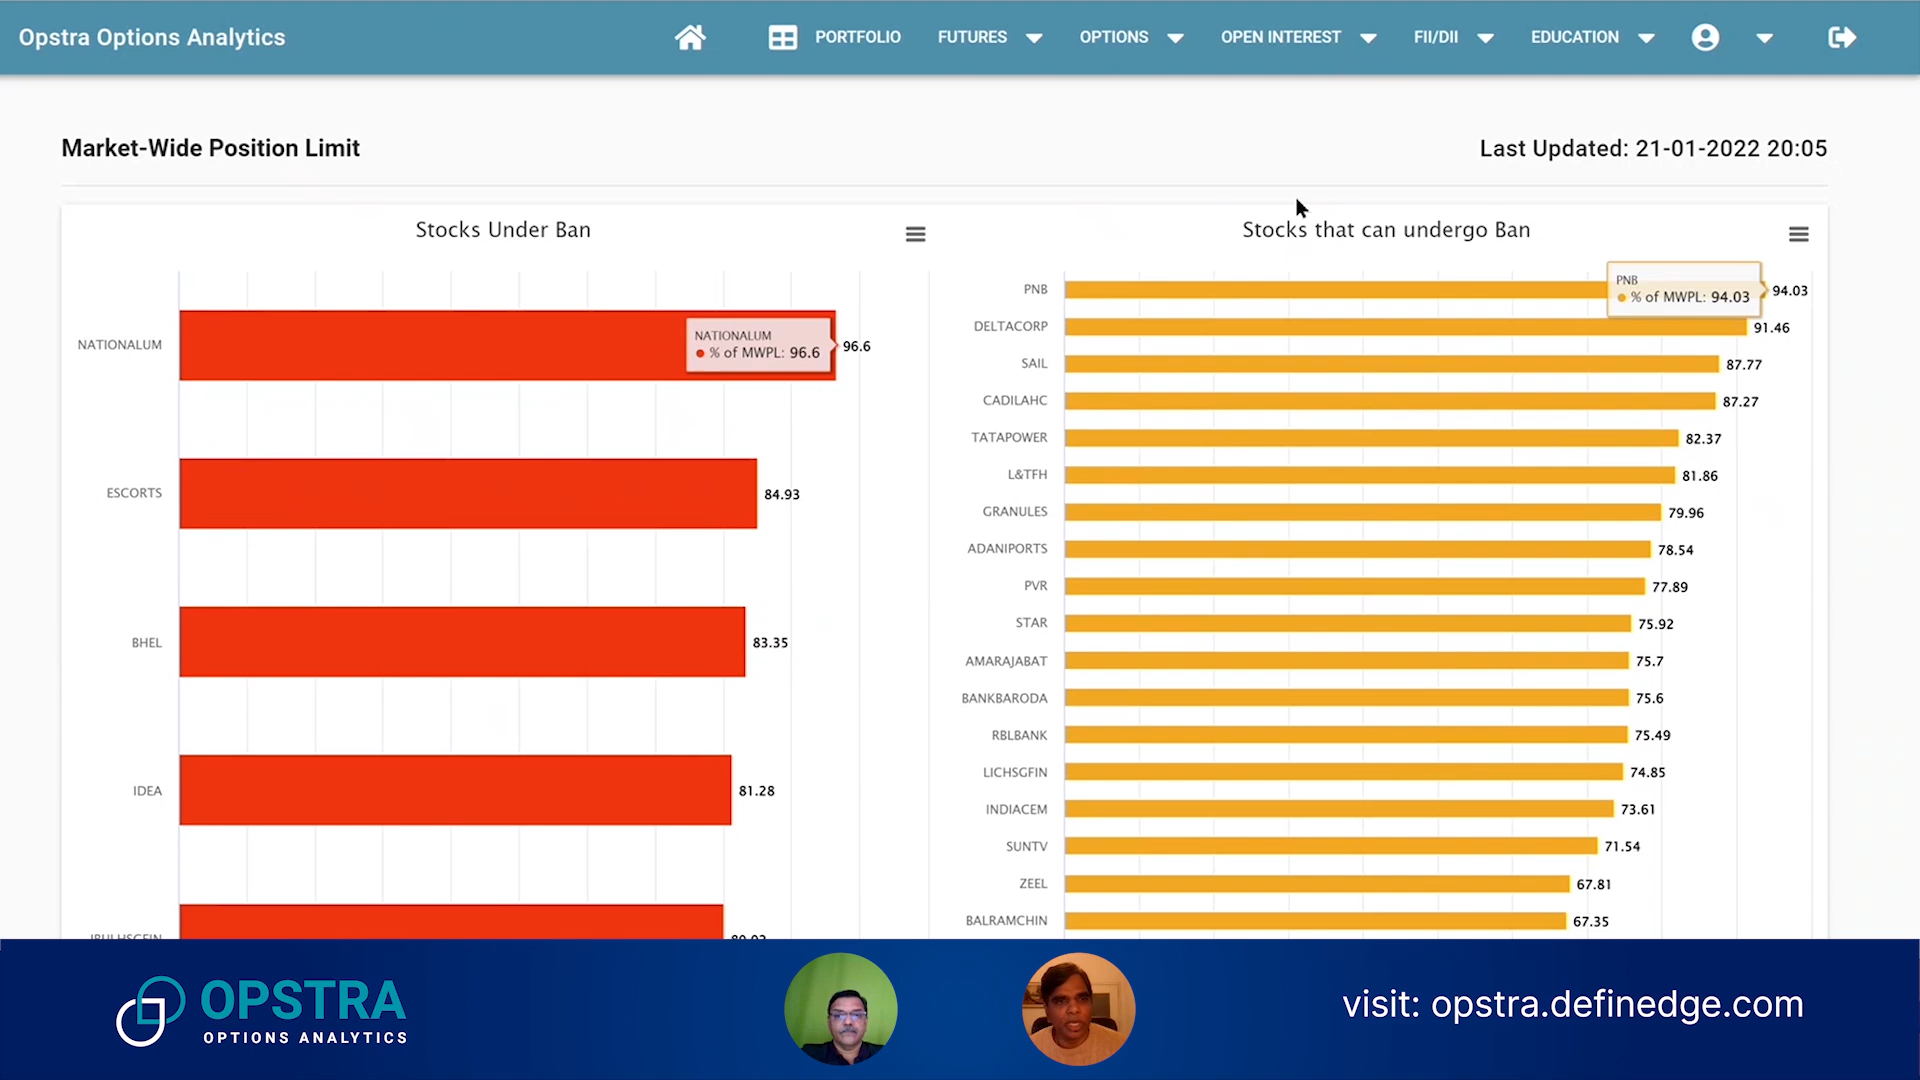 Opstra Options Analytics
PORTFOLIO
FUTURES
OPTIONS
OPEN INTEREST
FII/DII
EDUCATION
Market-Wide Position Limit
Last Updated: 21-01-2022 20:05
Stocks Under Ban
NATIONALUM
NATIONALUM
% of MWPL: 96.6
96.6
ESCORTS
84.93
BHEL
83.35
IDEA
81.28
Stocks that can undergo Ban
PNB
PNB
% of MWPL: 94.03
94.03
DELTACORP
91.46
SAIL
87.77
CADILAHC
87.27
TATAPOWER
82.37
L&TFH
81.86
GRANULES
79.96
ADANIPORTS
78.54
PVR
77.89
STAR
75.92
AMARAJABAT
75.7
BANKBARODA
75.6
RBLBANK
75.49
LICHSGFIN
74.85
INDIACEM
73.61
SUNTV
71.54
ZEEL
67.81
BALRAMCHIN
67.35
OPSTRA
OPTIONS ANALYTICS
visit: opstra.definedge.com